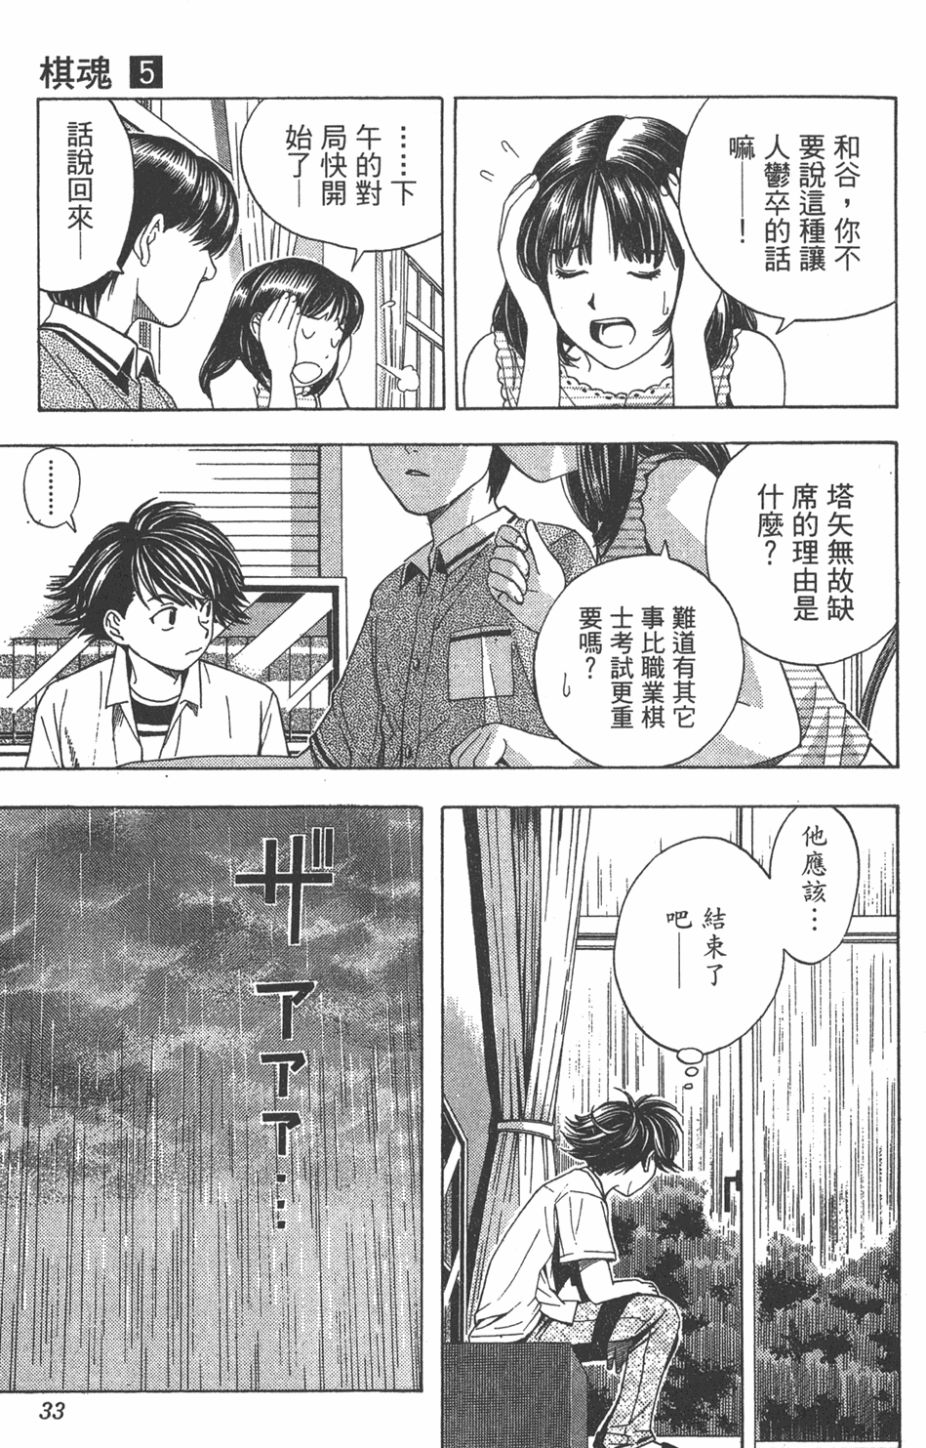 棋魂 5
和谷，你不
要說這種讓
人鬱卒的話
嘛──！
……下
午的對
局快開
始了──
話說回來──
塔矢無故缺
席的理由是
什麼？
難道有其它
事比職業棋
士考試更重
要嗎？
………
他應該…
結束了
吧──
ザァァァ…
33